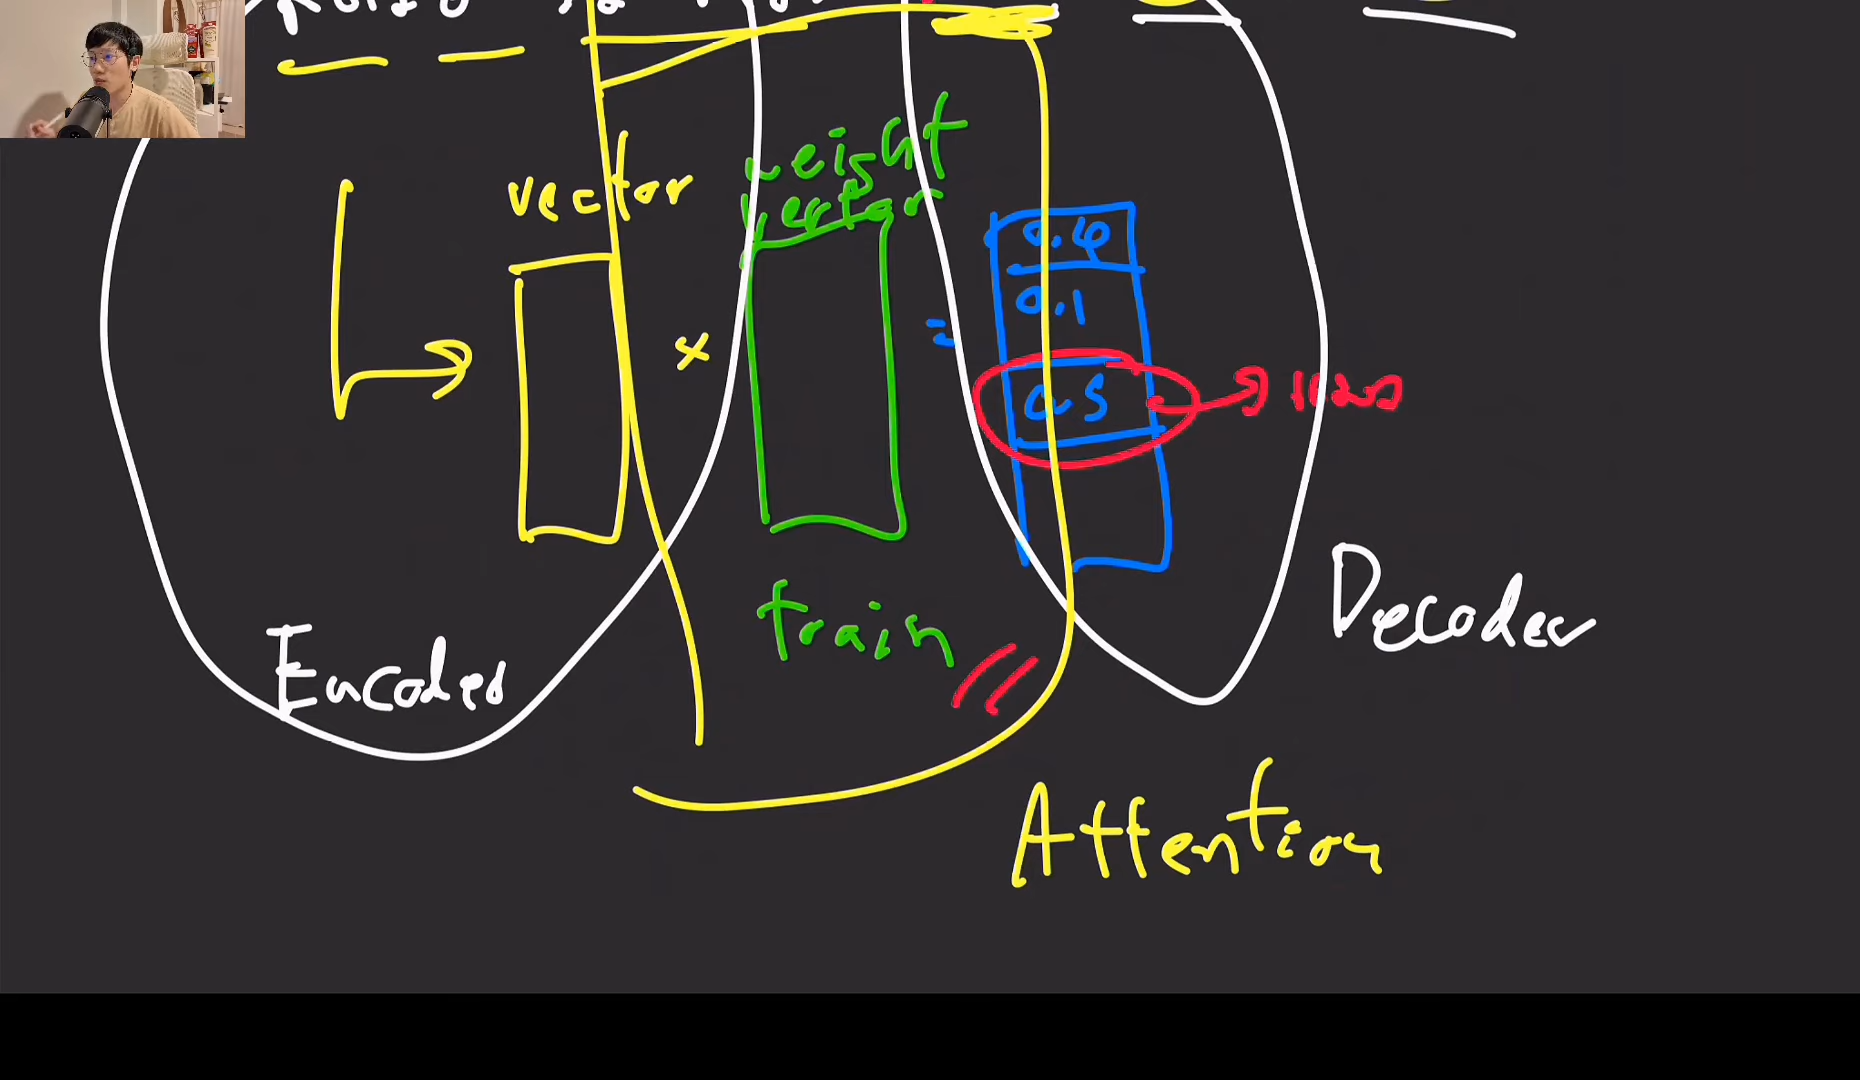 vector
weight
vector
0.4
0.1
0.5
train
Encoder
Decoder
Attention